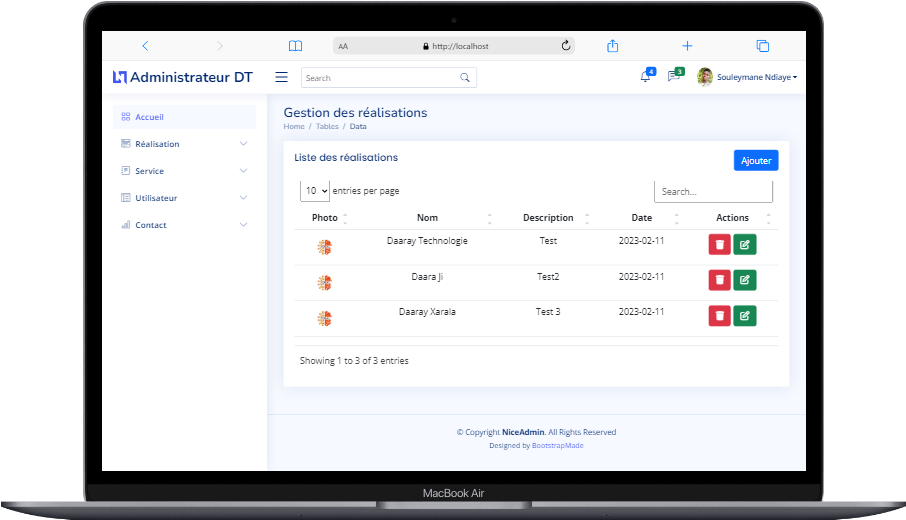 AA http://localhost
Administrateur DT Search 4 3 Souleymane Ndiaye
Accueil
Réalisation
Service
Utilisateur
Contact
Gestion des réalisations
Home / Tables / Data
Liste des réalisations Ajouter
10 entries per page Search...
Photo Nom Description Date Actions
Daaray Technologie Test 2023-02-11
Daara Ji Test2 2023-02-11
Daaray Xarala Test 3 2023-02-11
Showing 1 to 3 of 3 entries
© Copyright NiceAdmin. All Rights Reserved
Designed by BootstrapMade
MacBook Air